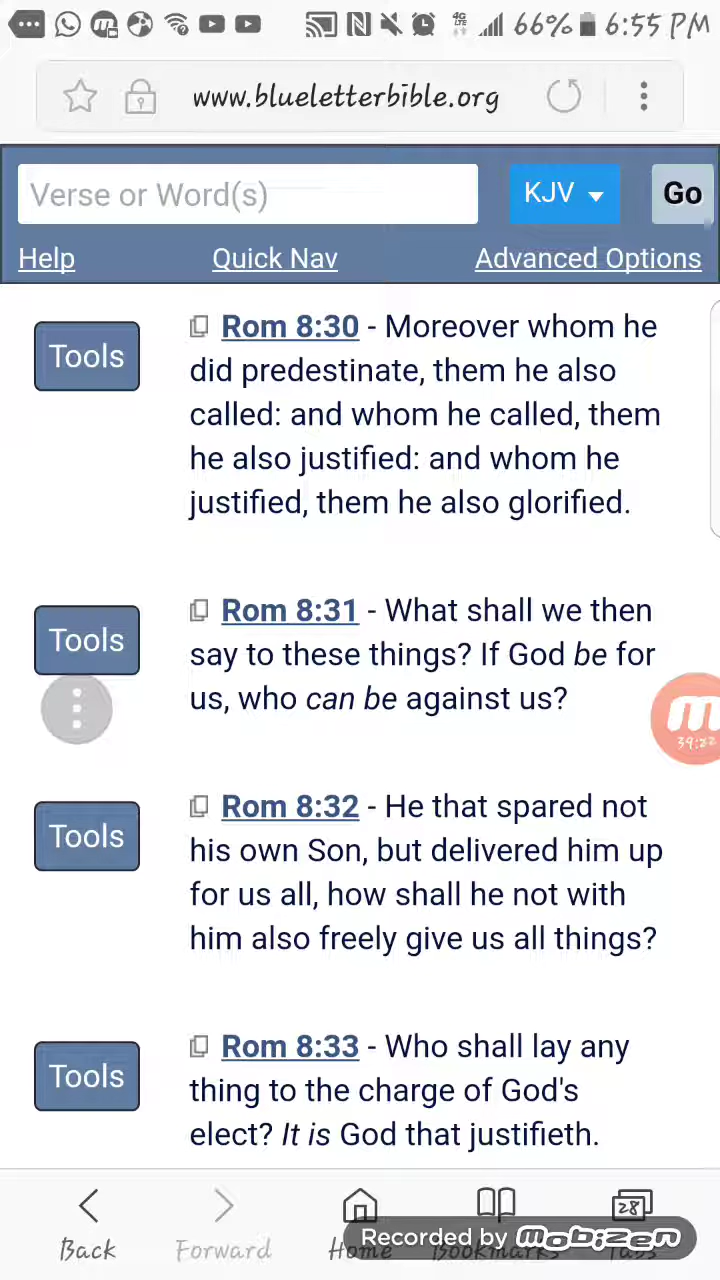 66% 6:55 PM
www.blueletterbible.org
Verse or Word(s) KJV Go
Help Quick Nav Advanced Options
Tools
Rom 8:30 - Moreover whom he
did predestinate, them he also
called: and whom he called, them
he also justified: and whom he
justified, them he also glorified.
Tools
Rom 8:31 - What shall we then
say to these things? If God be for
us, who can be against us?
39:22
Tools
Rom 8:32 - He that spared not
his own Son, but delivered him up
for us all, how shall he not with
him also freely give us all things?
Tools
Rom 8:33 - Who shall lay any
thing to the charge of God's
elect? It is God that justifieth.
28
Back Forward Home Bookmarks Tabs
Recorded by mobizen